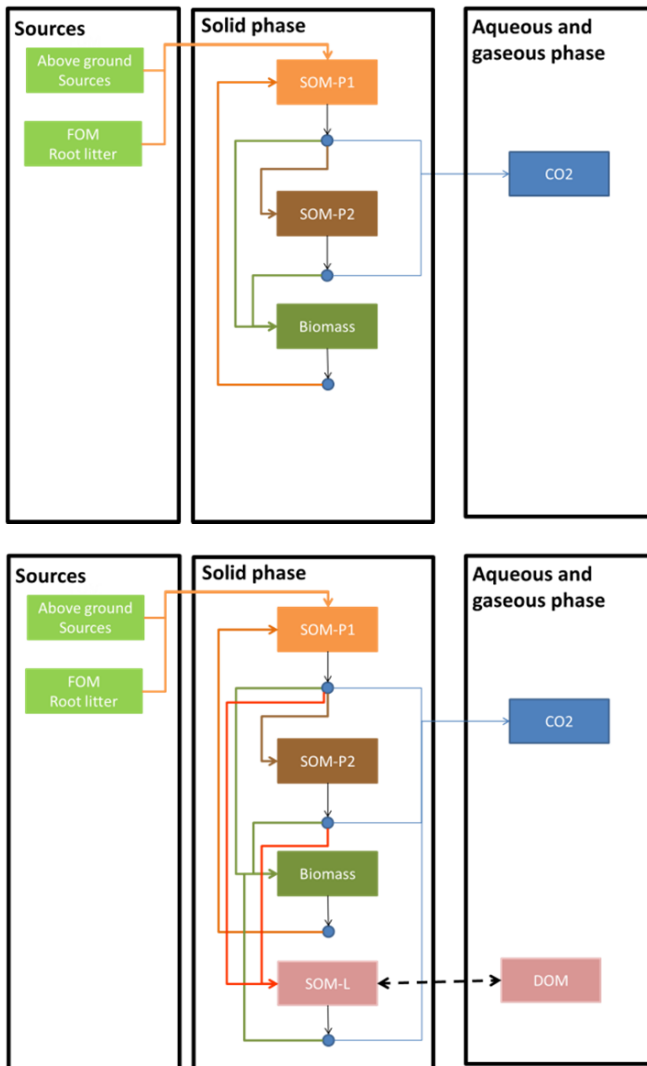 Sources
Solid phase
Aqueous and
gaseous phase
Above ground
Sources
SOM-P1
FOM
Root litter
CO2
SOM-P2
Biomass
Sources
Solid phase
Aqueous and
gaseous phase
Above ground
Sources
SOM-P1
FOM
Root litter
CO2
SOM-P2
Biomass
SOM-L
DOM